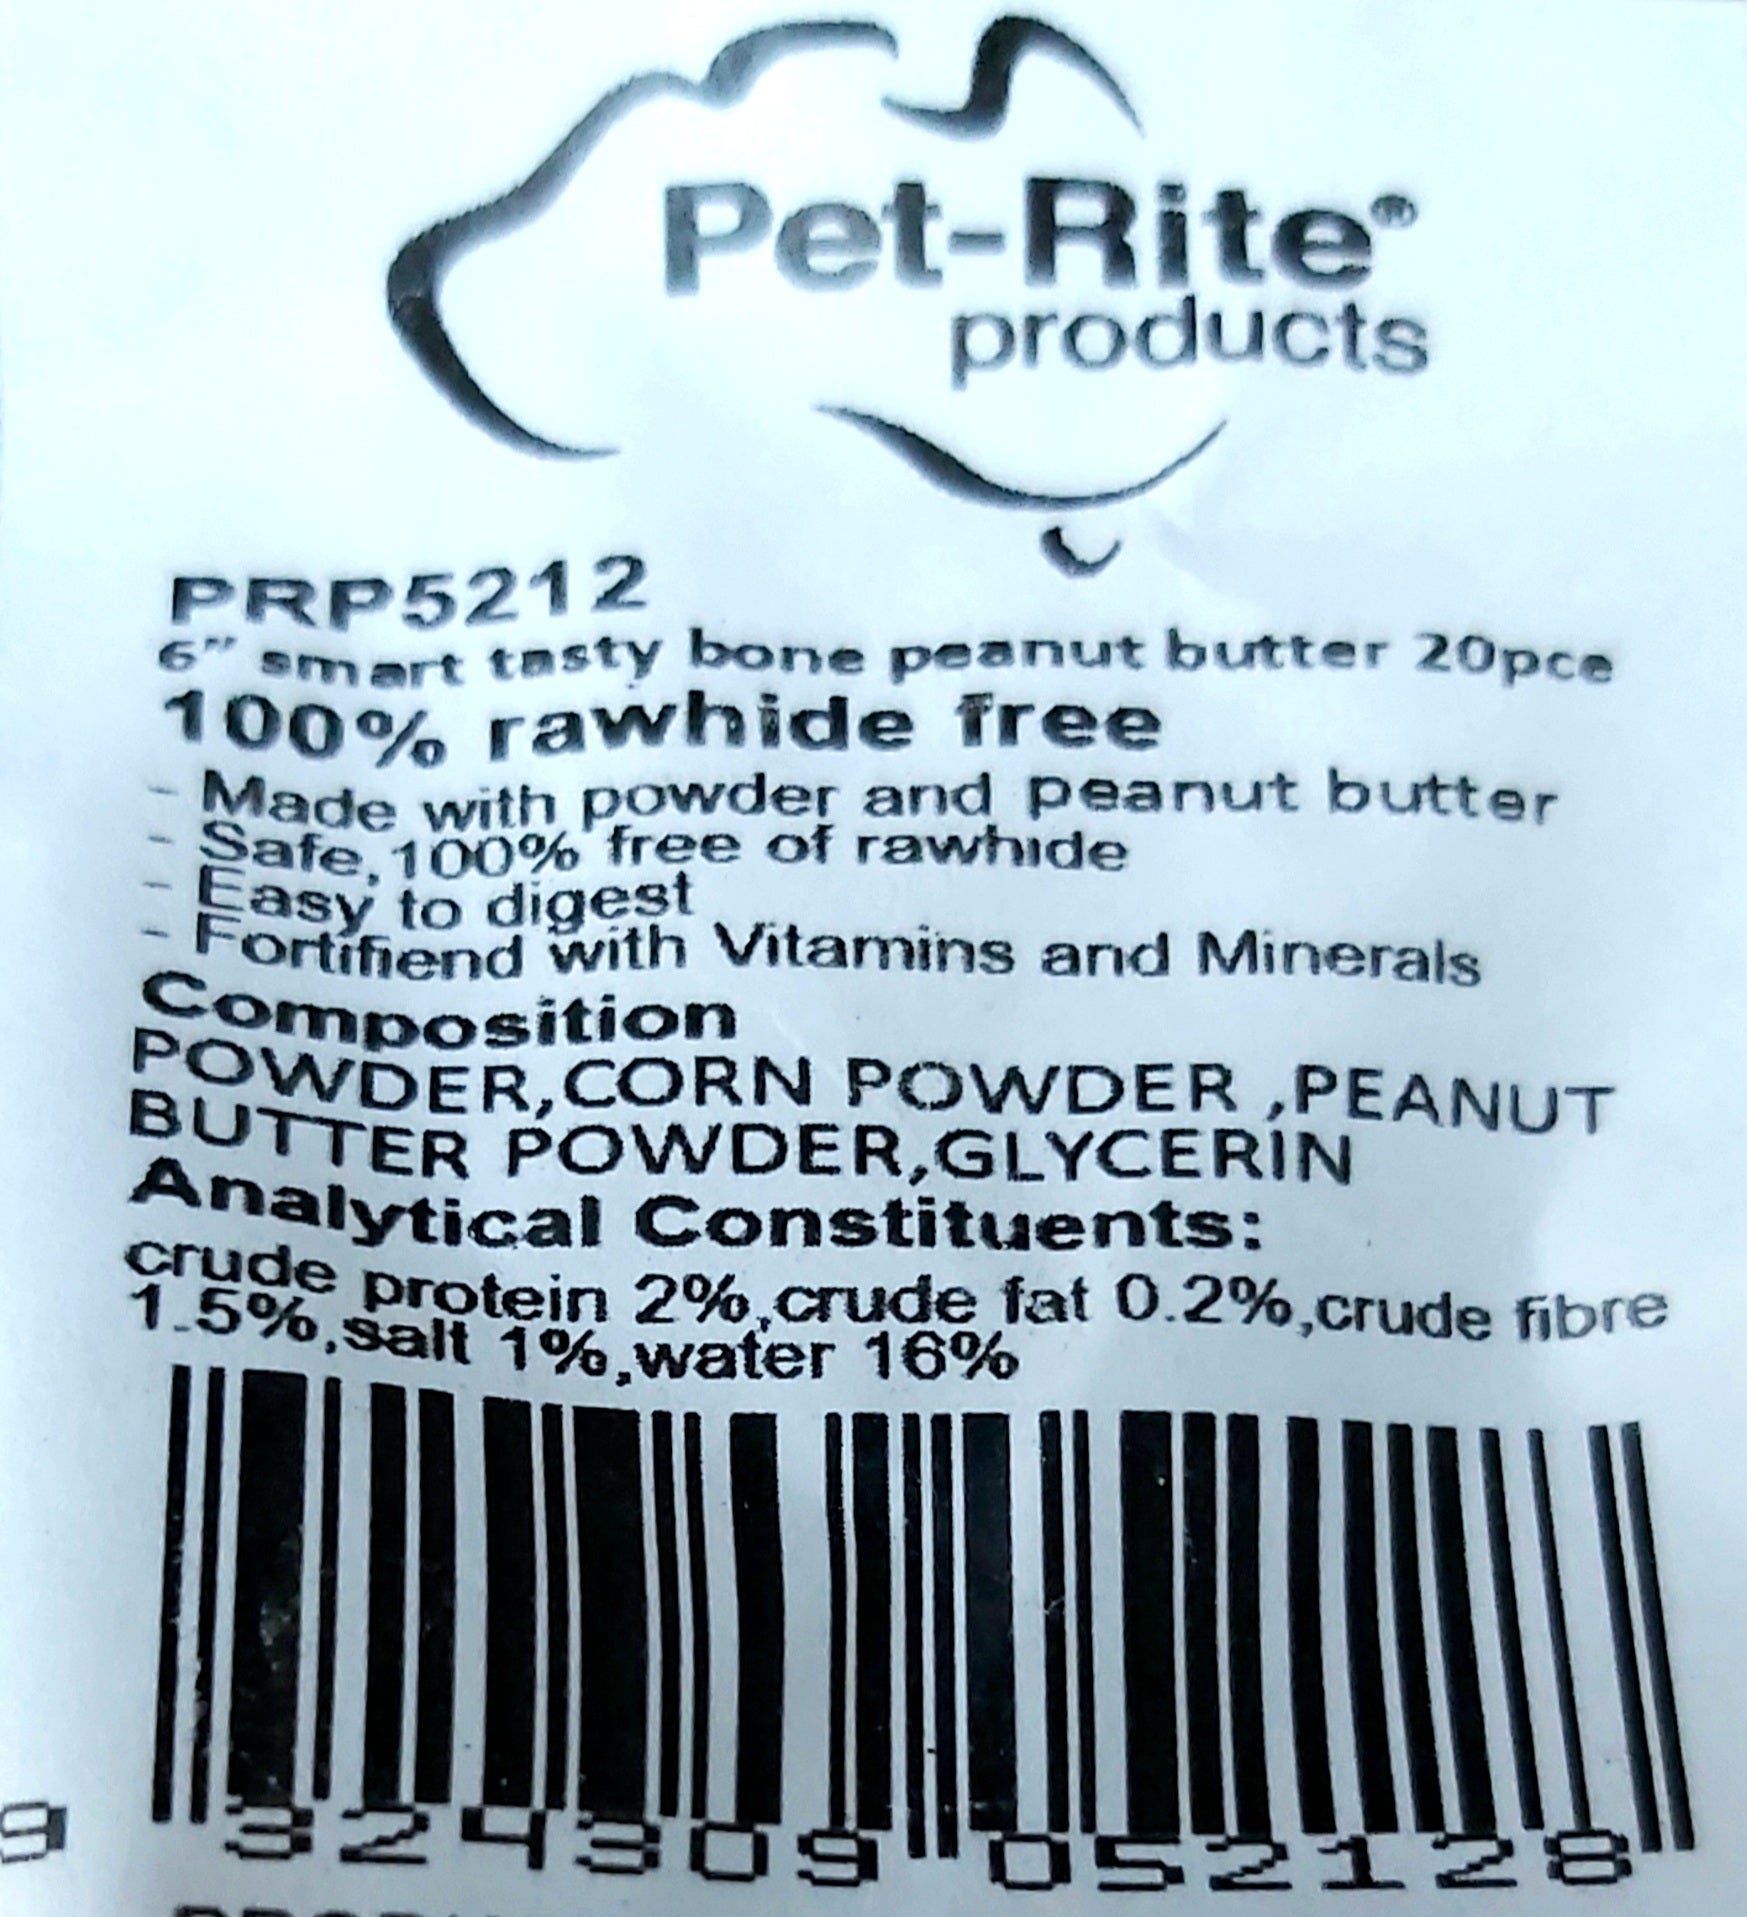 Pet-Rite®
products
PRP5212
6" smart tasty bone peanut butter 20pce
100% rawhide free
- Made with powder and peanut butter
- Safe, 100% free of rawhide
- Easy to digest
- Fortifiend with Vitamins and Minerals
Composition
POWDER,CORN POWDER ,PEANUT
BUTTER POWDER,GLYCERIN
Analytical Constituents:
crude protein 2%,crude fat 0.2%,crude fibre
1.5%,salt 1%,water 16%
9 324309 052128